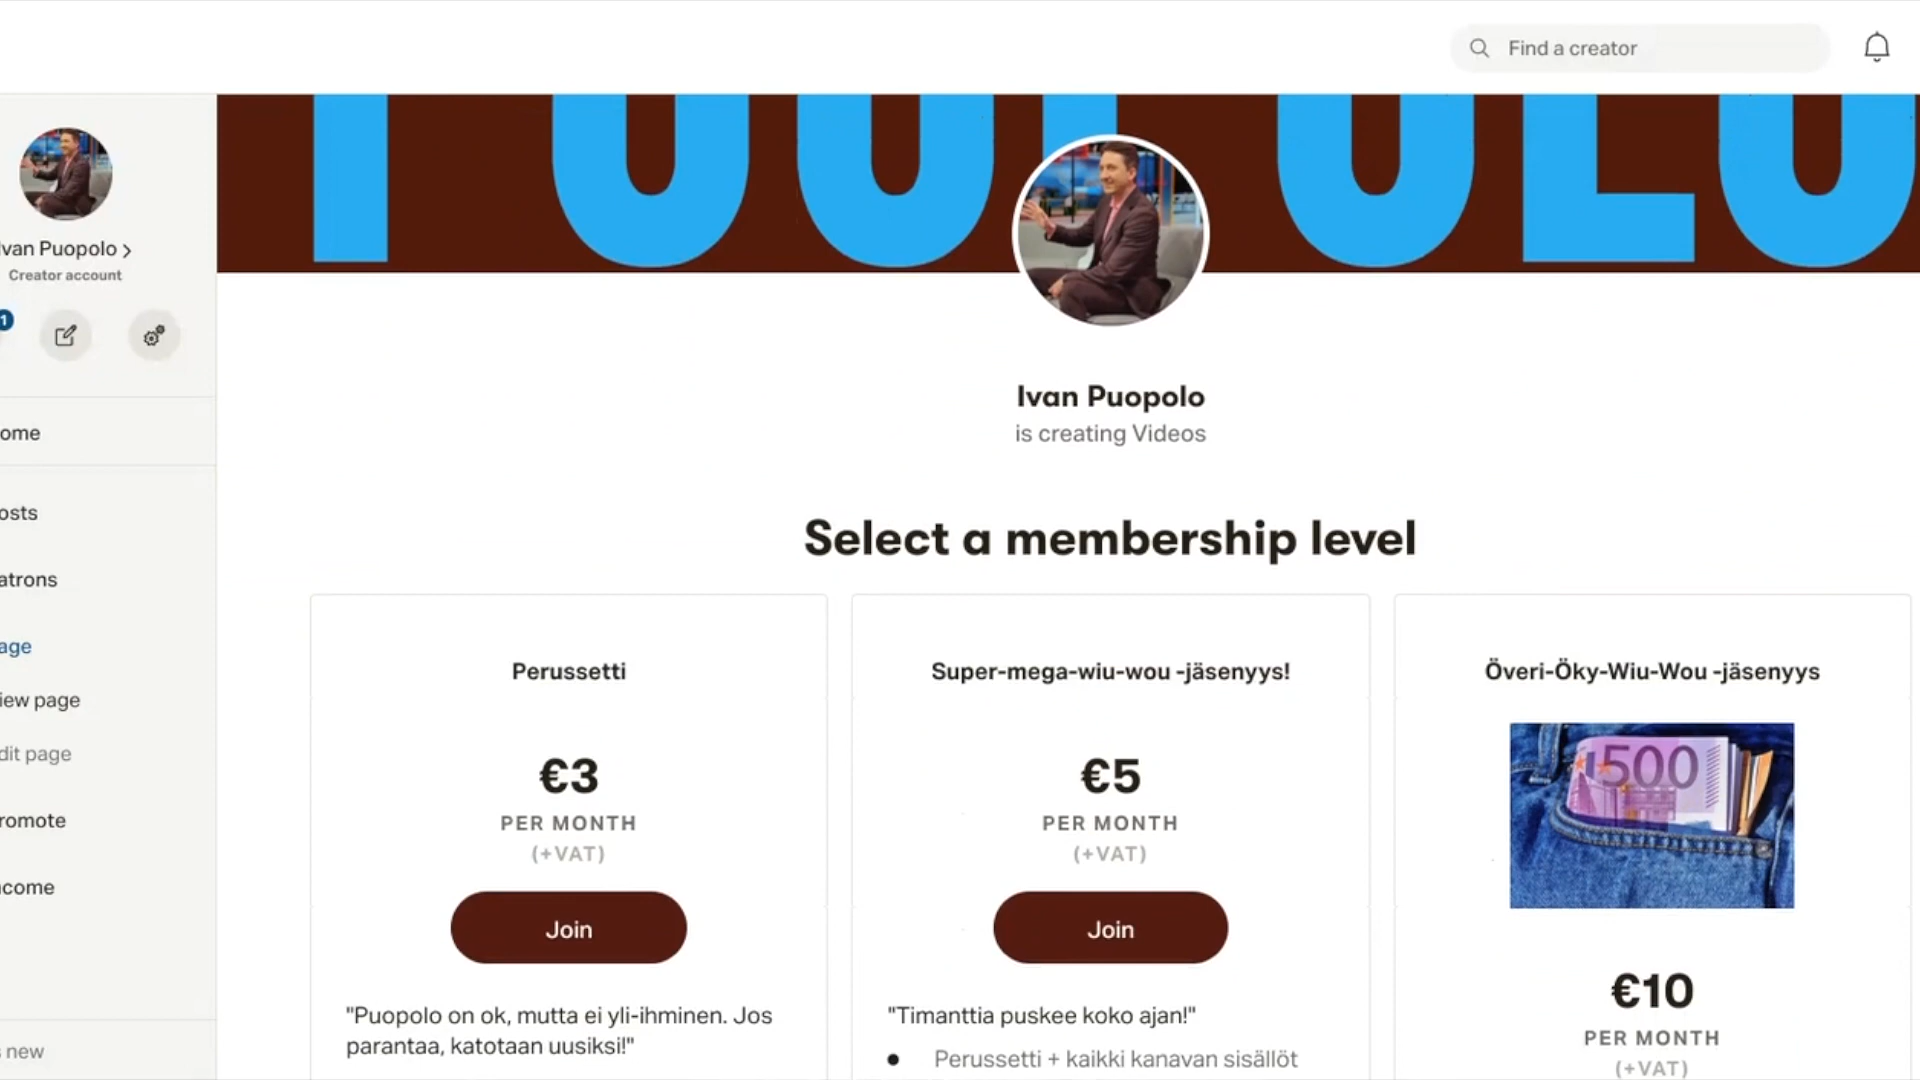 Find a creator
PUOPOLO
Ivan Puopolo
Creator account
1
ome
osts
atrons
age
iew page
dit page
romote
ncome
s new
Ivan Puopolo
is creating Videos
Select a membership level
Perussetti
€3
PER MONTH
(+VAT)
Join
"Puopolo on ok, mutta ei yli-ihminen. Jos
parantaa, katotaan uusiksi!"
Super-mega-wiu-wou -jäsenyys!
€5
PER MONTH
(+VAT)
Join
"Timanttia puskee koko ajan!"
● Perussetti + kaikki kanavan sisällöt
Överi-Öky-Wiu-Wou -jäsenyys
500
€10
PER MONTH
(+VAT)